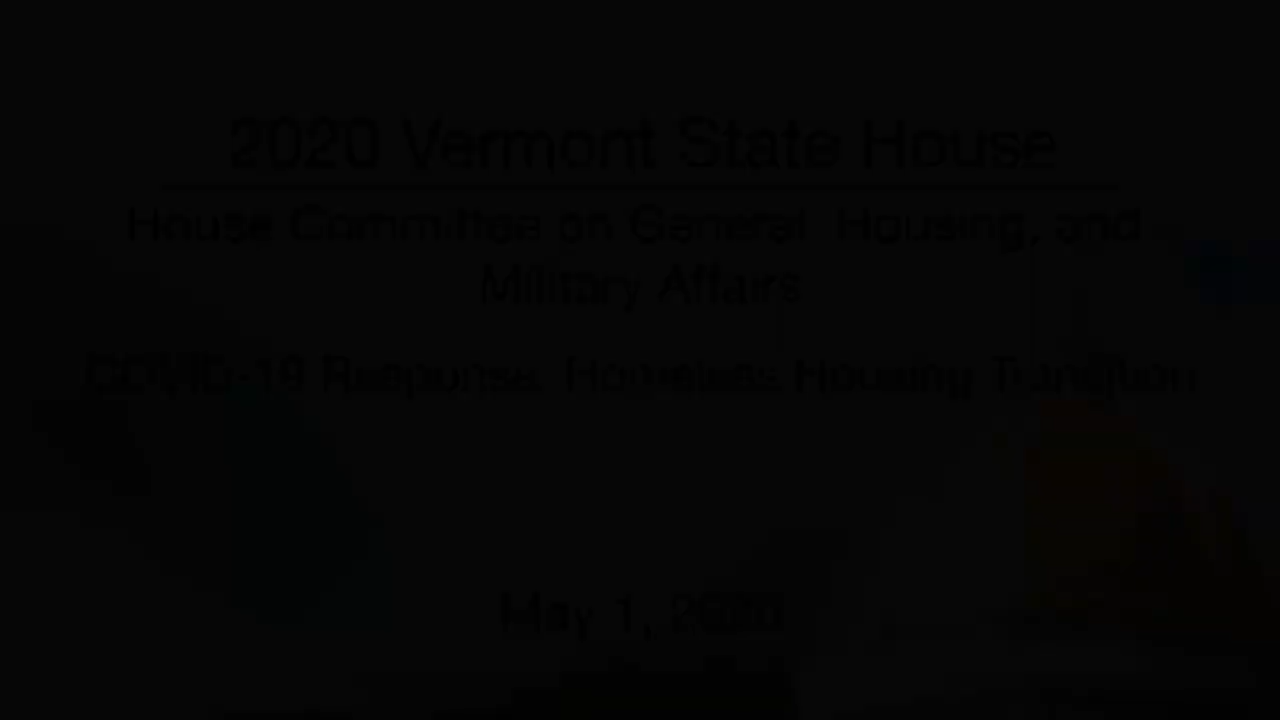 2020 Vermont State House
House Committee on General, Housing, and
Military Affairs
COVID-19 Response: Homeless Housing Transition
May 1, 2020